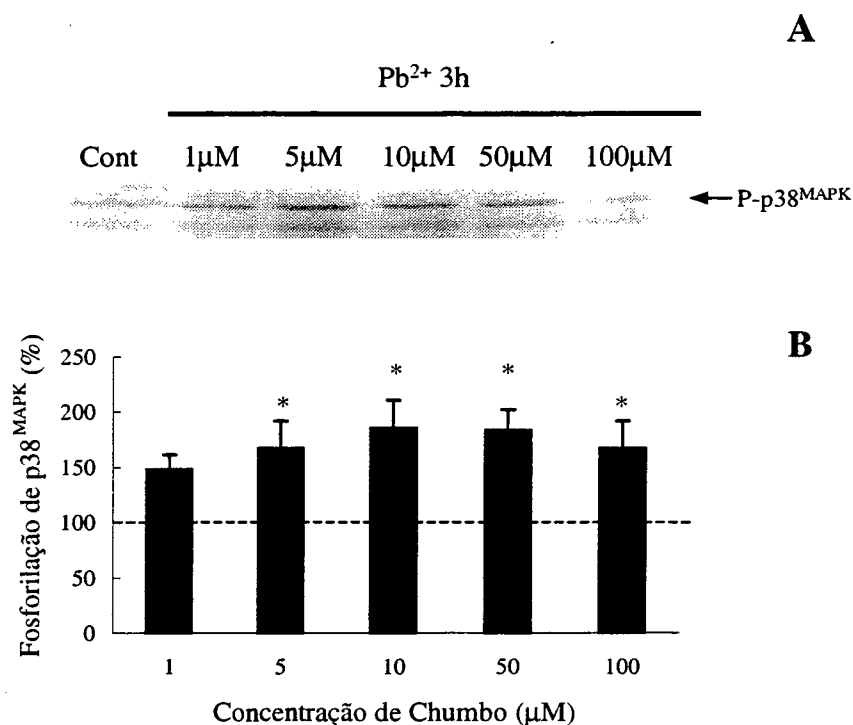 A
Pb²⁺ 3h
Cont 1µM 5µM 10µM 50µM 100µM
P-p38ᴹᴬᴾᴷ
B
Fosforilação de p38ᴹᴬᴾᴷ (%)
250
200
150
100
50
0
* * * *
1 5 10 50 100
Concentração de Chumbo (µM)